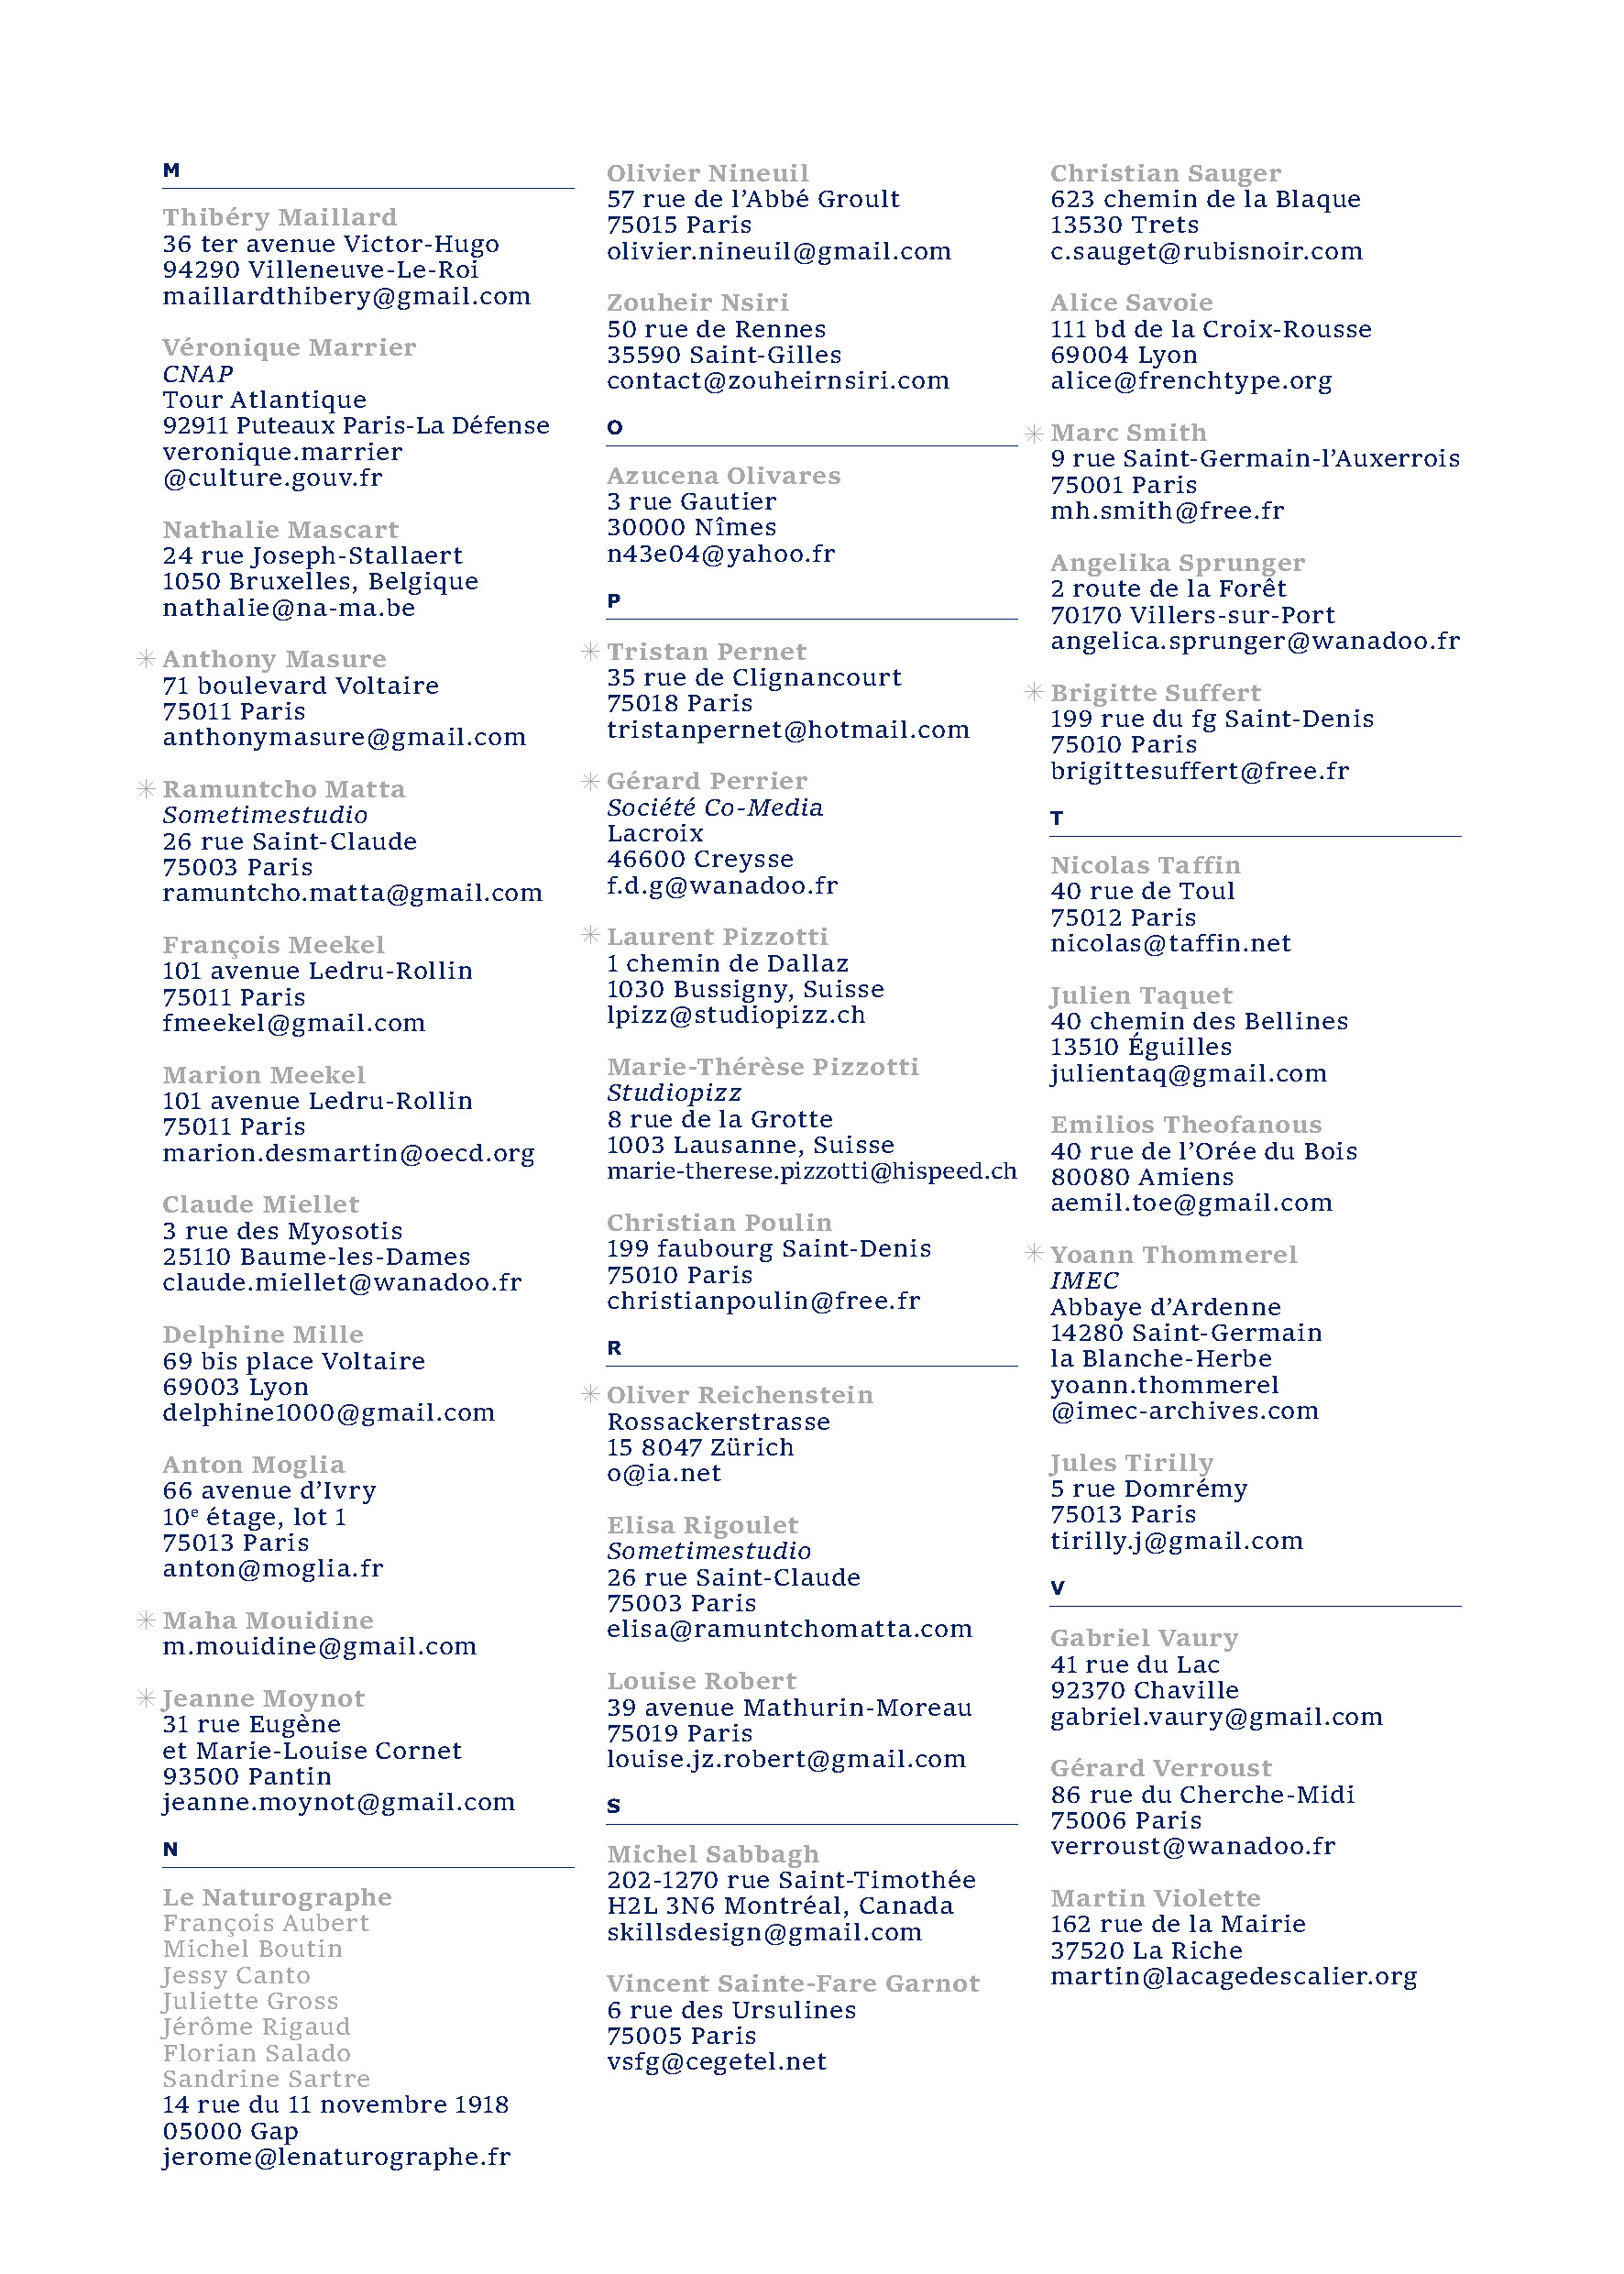 M
Thibéry Maillard
36 ter avenue Victor-Hugo
94290 Villeneuve-Le-Roi
maillardthibery@gmail.com
Véronique Marrier
CNAP
Tour Atlantique
92911 Puteaux Paris-La Défense
veronique.marrier
@culture.gouv.fr
Nathalie Mascart
24 rue Joseph-Stallaert
1050 Bruxelles, Belgique
nathalie@na-ma.be
✳ Anthony Masure
71 boulevard Voltaire
75011 Paris
anthonymasure@gmail.com
✳ Ramuntcho Matta
Sometimestudio
26 rue Saint-Claude
75003 Paris
ramuntcho.matta@gmail.com
François Meekel
101 avenue Ledru-Rollin
75011 Paris
fmeekel@gmail.com
Marion Meekel
101 avenue Ledru-Rollin
75011 Paris
marion.desmartin@oecd.org
Claude Miellet
3 rue des Myosotis
25110 Baume-les-Dames
claude.miellet@wanadoo.fr
Delphine Mille
69 bis place Voltaire
69003 Lyon
delphine1000@gmail.com
Anton Moglia
66 avenue d’Ivry
10e étage, lot 1
75013 Paris
anton@moglia.fr
✳ Maha Mouidine
m.mouidine@gmail.com
✳ Jeanne Moynot
31 rue Eugène
et Marie-Louise Cornet
93500 Pantin
jeanne.moynot@gmail.com
N
Le Naturographe
François Aubert
Michel Boutin
Jessy Canto
Juliette Gross
Jérôme Rigaud
Florian Salado
Sandrine Sartre
14 rue du 11 novembre 1918
05000 Gap
jerome@lenaturographe.fr
Olivier Nineuil
57 rue de l’Abbé Groult
75015 Paris
olivier.nineuil@gmail.com
Zouheir Nsiri
50 rue de Rennes
35590 Saint-Gilles
contact@zouheirnsiri.com
O
Azucena Olivares
3 rue Gautier
30000 Nîmes
n43e04@yahoo.fr
P
✳ Tristan Pernet
35 rue de Clignancourt
75018 Paris
tristanpernet@hotmail.com
✳ Gérard Perrier
Société Co-Media
Lacroix
46600 Creysse
f.d.g@wanadoo.fr
✳ Laurent Pizzotti
1 chemin de Dallaz
1030 Bussigny, Suisse
lpizz@studiopizz.ch
Marie-Thérèse Pizzotti
Studiopizz
8 rue de la Grotte
1003 Lausanne, Suisse
marie-therese.pizzotti@hispeed.ch
Christian Poulin
199 faubourg Saint-Denis
75010 Paris
christianpoulin@free.fr
R
✳ Oliver Reichenstein
Rossackerstrasse
15 8047 Zürich
o@ia.net
Elisa Rigoulet
Sometimestudio
26 rue Saint-Claude
75003 Paris
elisa@ramuntchomatta.com
Louise Robert
39 avenue Mathurin-Moreau
75019 Paris
louise.jz.robert@gmail.com
S
Michel Sabbagh
202-1270 rue Saint-Timothée
H2L 3N6 Montréal, Canada
skillsdesign@gmail.com
Vincent Sainte-Fare Garnot
6 rue des Ursulines
75005 Paris
vsfg@cegetel.net
Christian Sauger
623 chemin de la Blaque
13530 Trets
c.sauget@rubisnoir.com
Alice Savoie
111 bd de la Croix-Rousse
69004 Lyon
alice@frenchtype.org
✳ Marc Smith
9 rue Saint-Germain-l’Auxerrois
75001 Paris
mh.smith@free.fr
Angelika Sprunger
2 route de la Forêt
70170 Villers-sur-Port
angelica.sprunger@wanadoo.fr
✳ Brigitte Suffert
199 rue du fg Saint-Denis
75010 Paris
brigittesuffert@free.fr
T
Nicolas Taffin
40 rue de Toul
75012 Paris
nicolas@taffin.net
Julien Taquet
40 chemin des Bellines
13510 Éguilles
julientaq@gmail.com
Emilios Theofanous
40 rue de l’Orée du Bois
80080 Amiens
aemil.toe@gmail.com
✳ Yoann Thommerel
IMEC
Abbaye d’Ardenne
14280 Saint-Germain
la Blanche-Herbe
yoann.thommerel
@imec-archives.com
Jules Tirilly
5 rue Domrémy
75013 Paris
tirilly.j@gmail.com
V
Gabriel Vaury
41 rue du Lac
92370 Chaville
gabriel.vaury@gmail.com
Gérard Verroust
86 rue du Cherche-Midi
75006 Paris
verroust@wanadoo.fr
Martin Violette
162 rue de la Mairie
37520 La Riche
martin@lacagedescalier.org